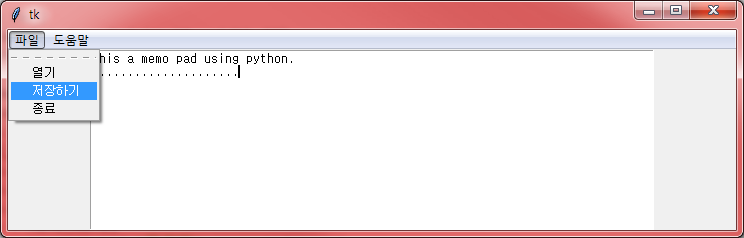 tk
파일 도움말
열기
저장하기
종료
his a memo pad using python.
.....................